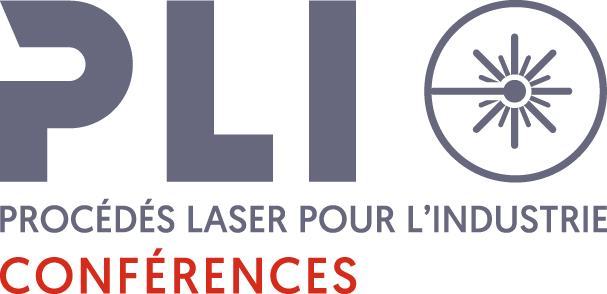 PLI
PROCÉDÉS LASER POUR L’INDUSTRIE
CONFÉRENCES